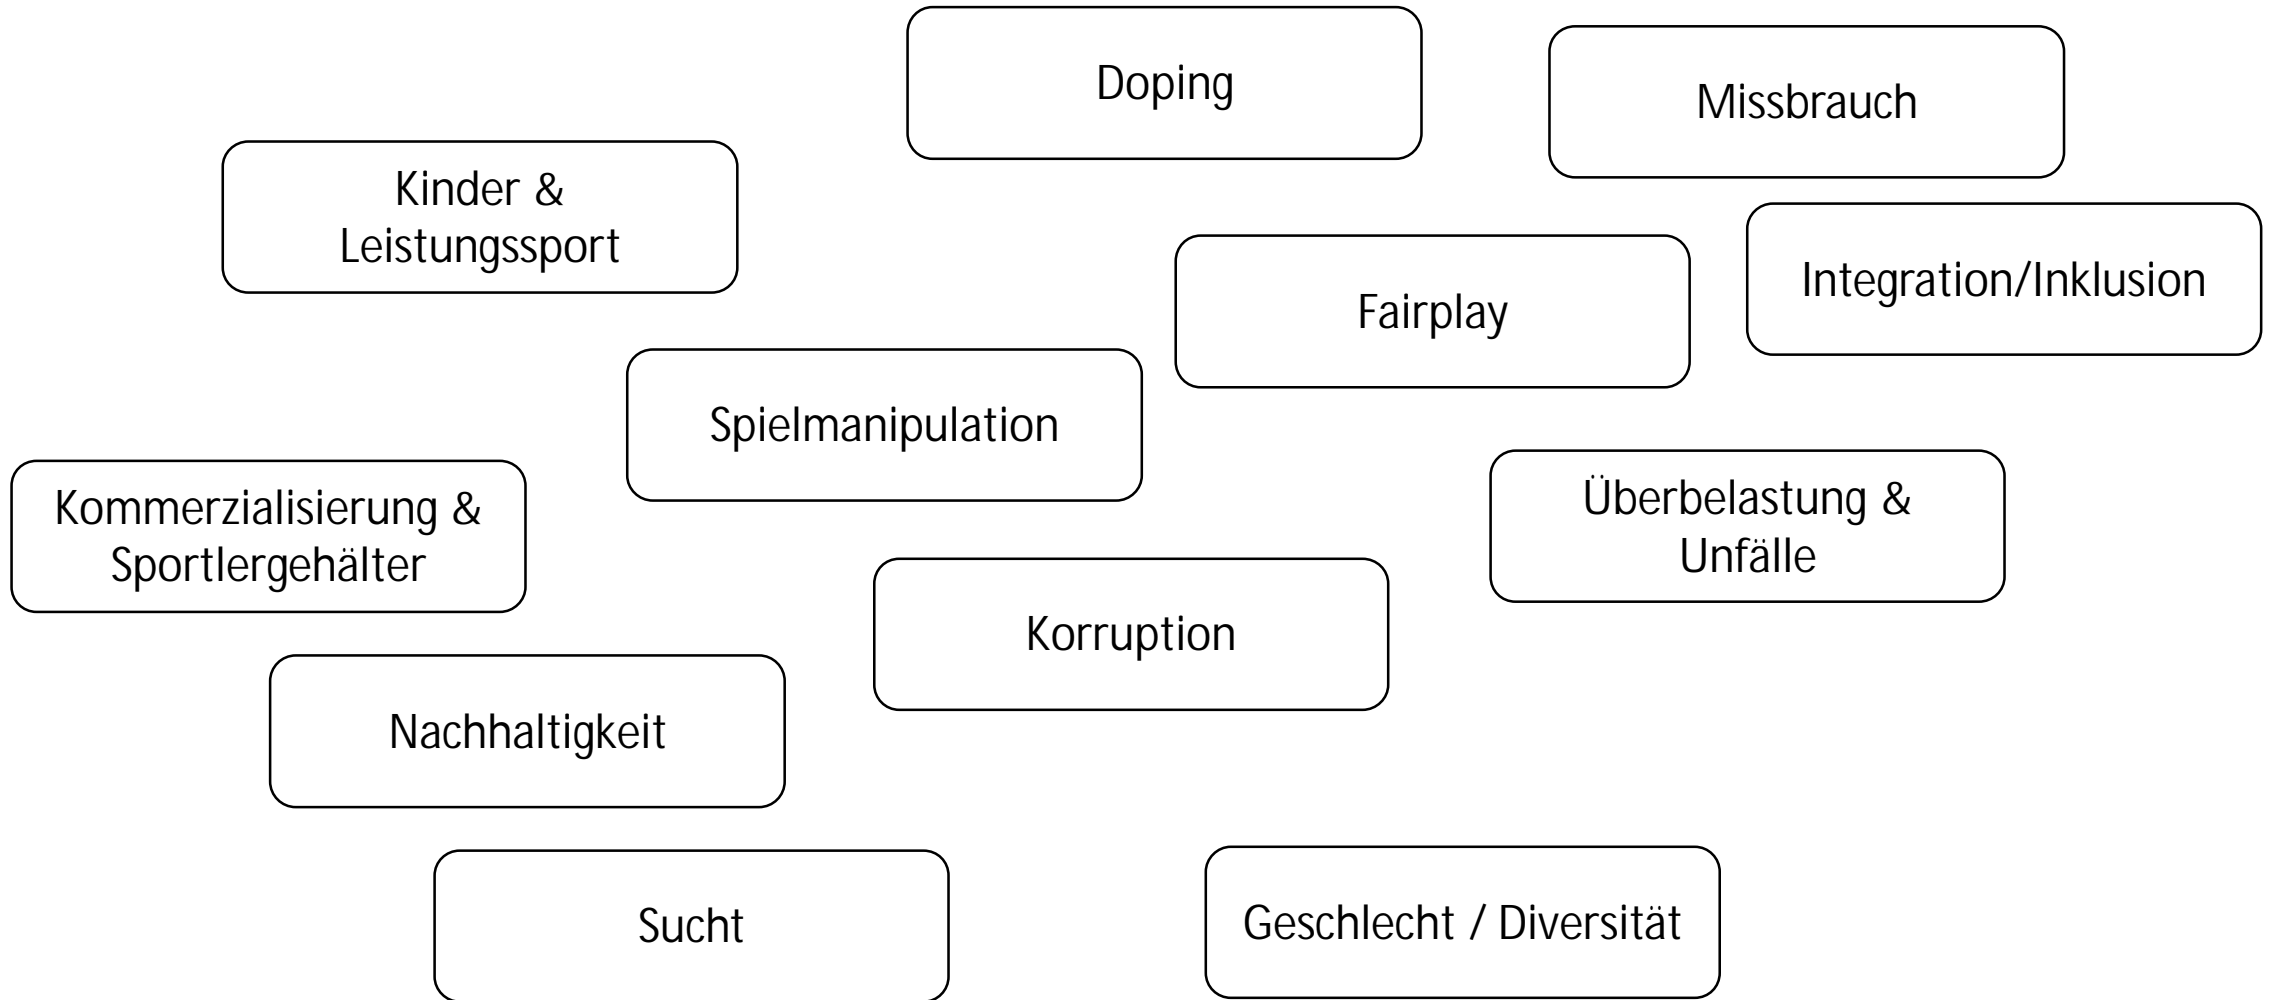 Doping
Missbrauch
Kinder &
Leistungssport
Integration/Inklusion
Fairplay
Spielmanipulation
Kommerzialisierung &
Sportlergehälter
Überbelastung &
Unfälle
Korruption
Nachhaltigkeit
Sucht
Geschlecht / Diversität